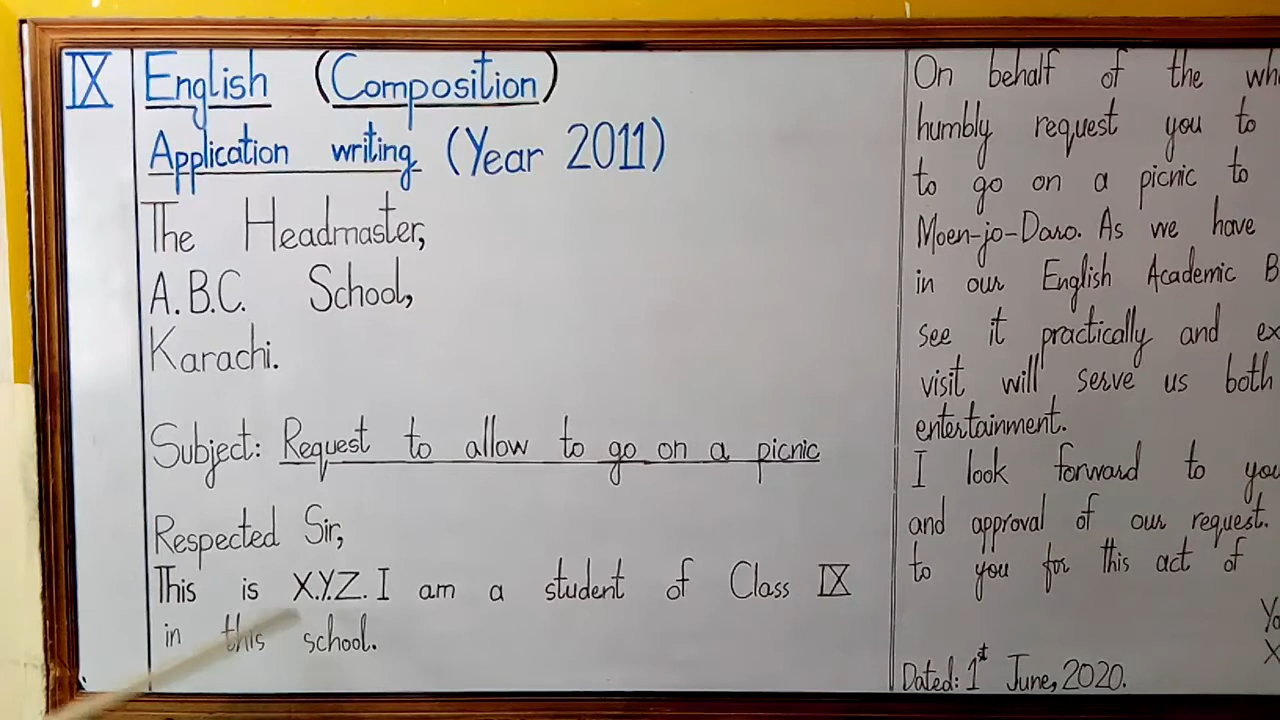 IX
English (Composition)
Application writing (Year 2011)
The Headmaster,
A.B.C. School,
Karachi.
Subject: Request to allow to go on a picnic
Respected Sir,
This is X.Y.Z. I am a student of Class IX
in this school.
On behalf of the
humbly request you to
to go on a picnic to
Moen-jo-Daro. As we have
in our English Academic
see it practically and
visit will serve us both
entertainment.
I look forward to
and approval of our request.
to you for this act of
Dated: 1st June, 2020.